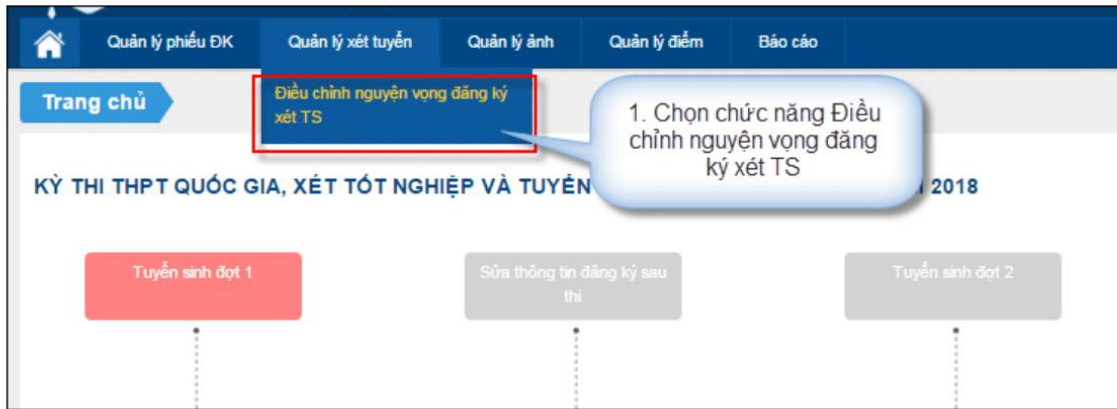 Quản lý phiếu ĐK Quản lý xét tuyển Quản lý ảnh Quản lý điểm Báo cáo
Trang chủ
Điều chỉnh nguyện vọng đăng ký
xét TS
1. Chọn chức năng Điều
chỉnh nguyện vọng đăng
ký xét TS
KỲ THI THPT QUỐC GIA, XÉT TỐT NGHIỆP VÀ TUYỂN 2018
Tuyển sinh đợt 1
Sửa thông tin đăng ký sau
thi
Tuyển sinh đợt 2